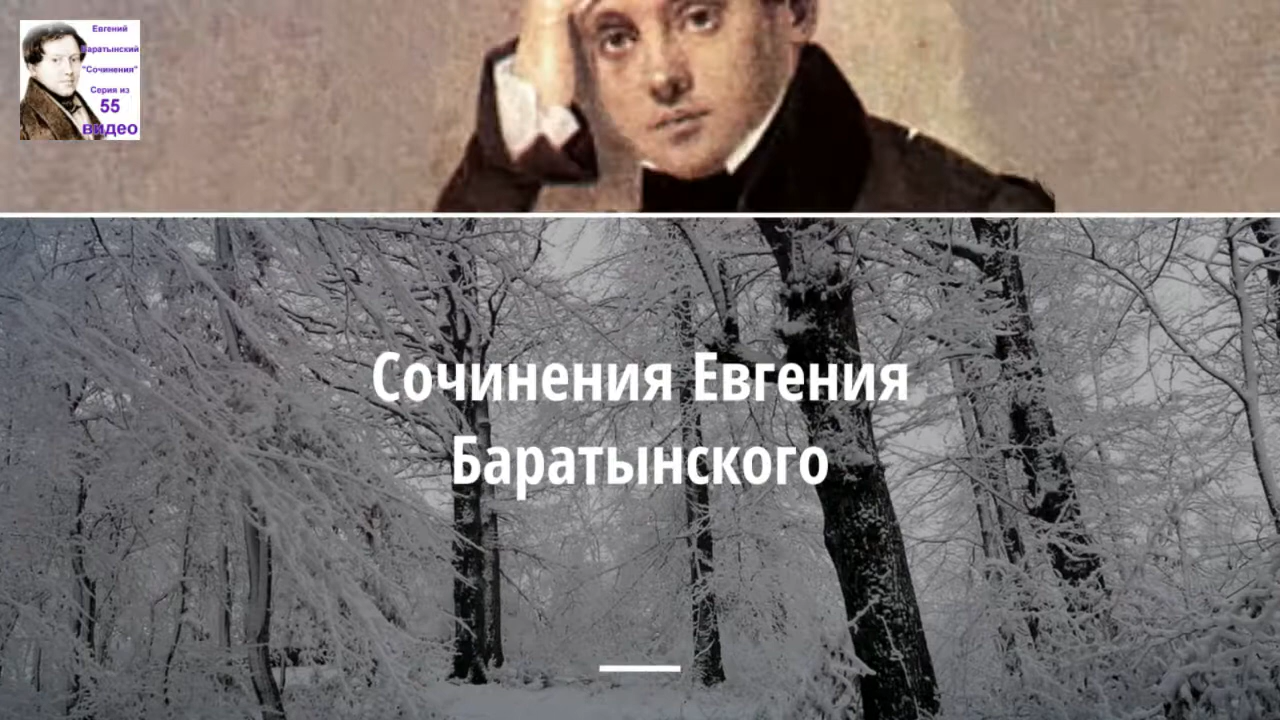 Евгений
Баратынский
"Сочинения"
Серия из
55
видео
Сочинения Евгения
Баратынского